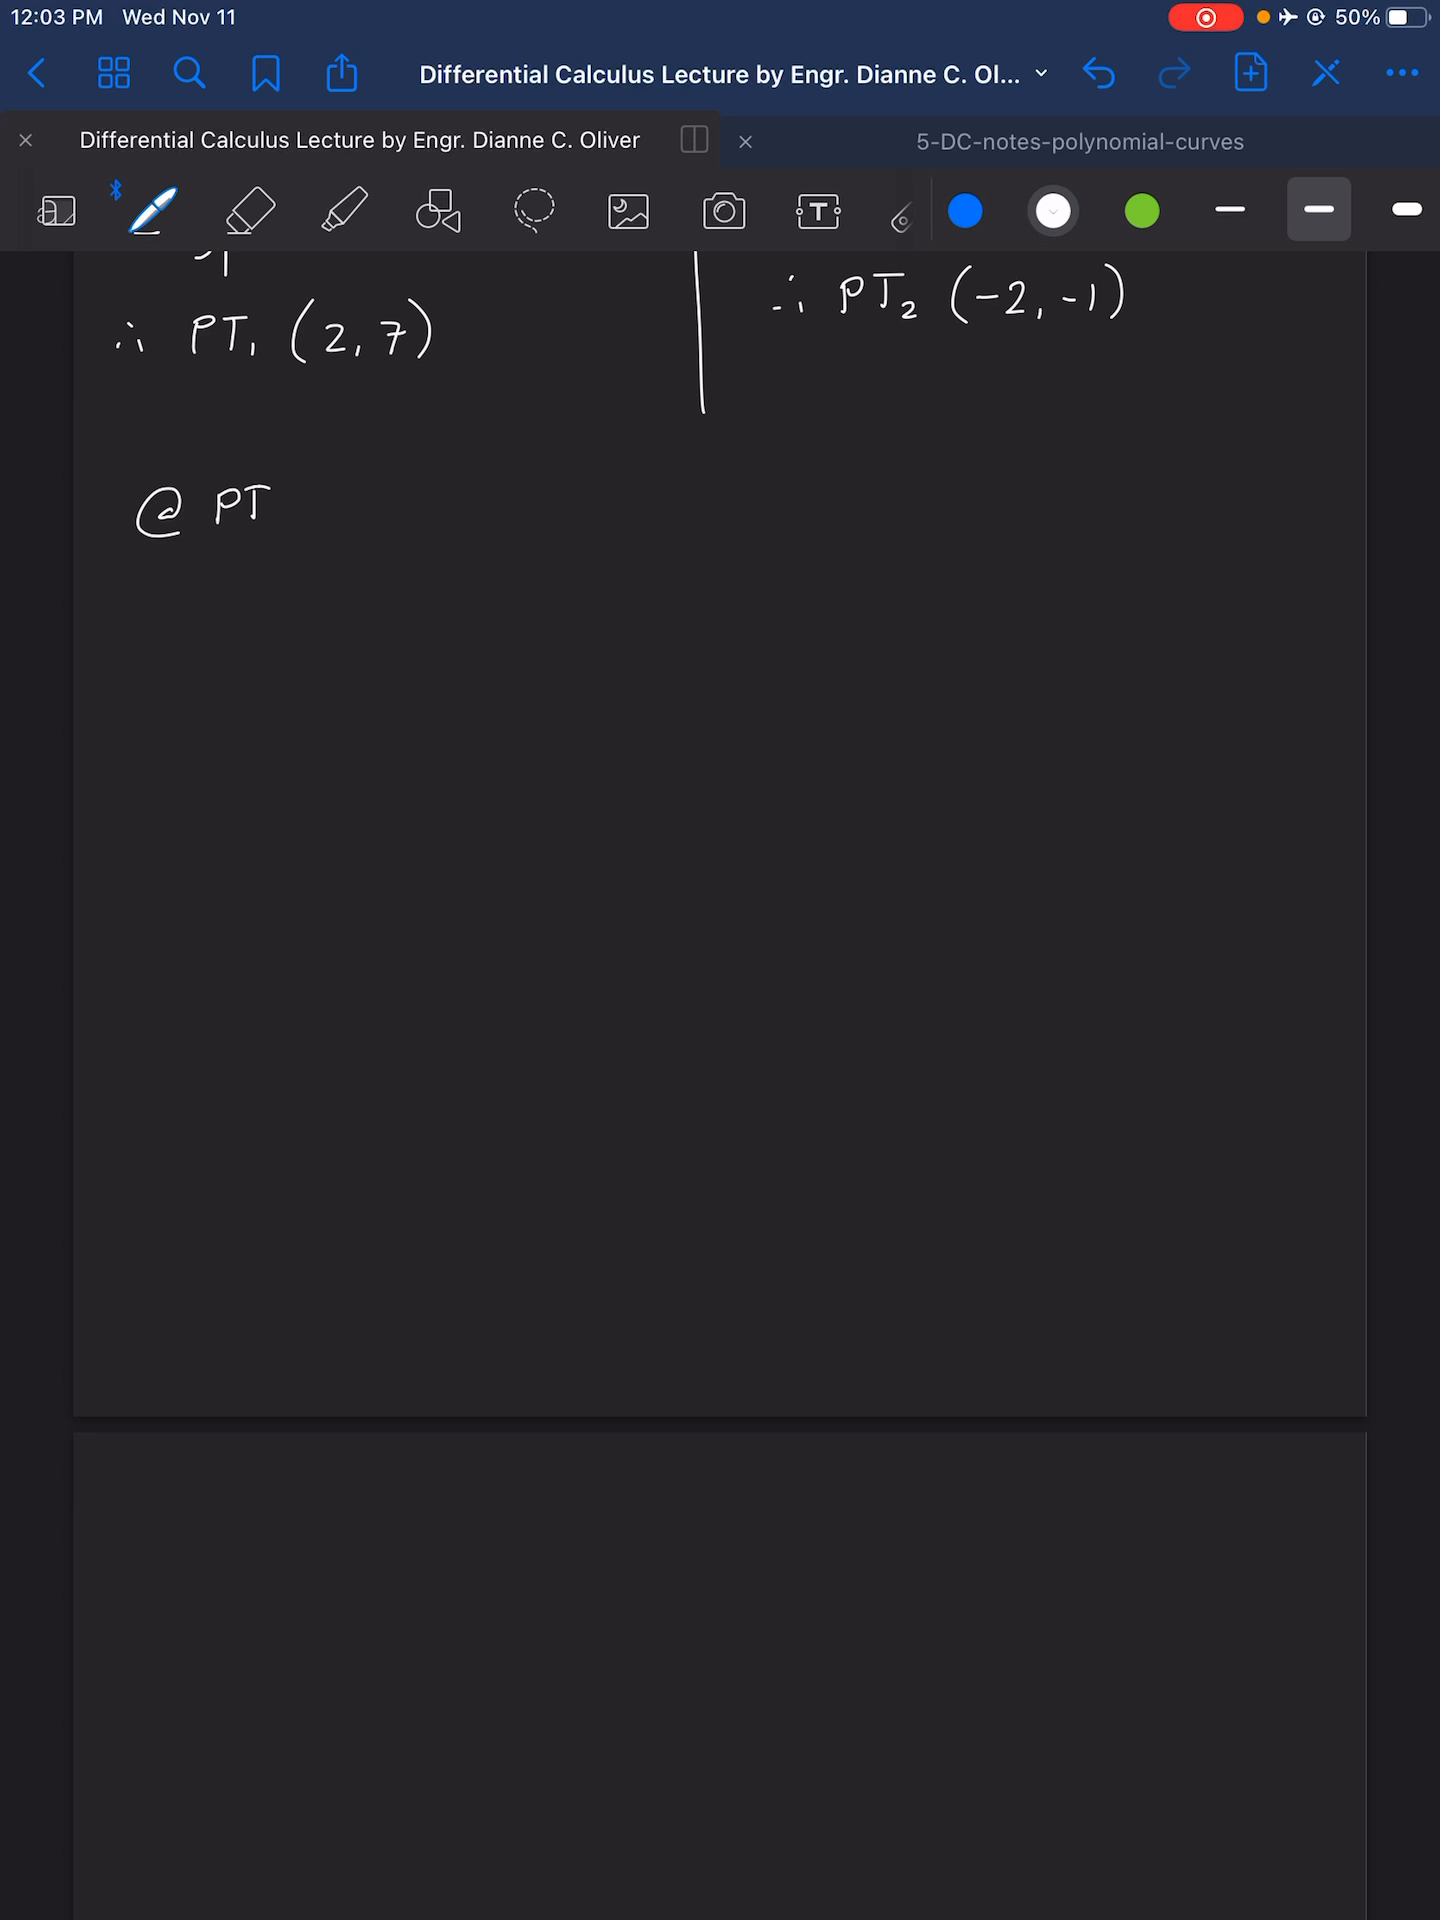 12:03 PM Wed Nov 11
50%
Differential Calculus Lecture by Engr. Dianne C. Ol...
Differential Calculus Lecture by Engr. Dianne C. Oliver
5-DC-notes-polynomial-curves
∴ PT₁ (2, 7)
∴ PT₂ (-2, -1)
@ PT